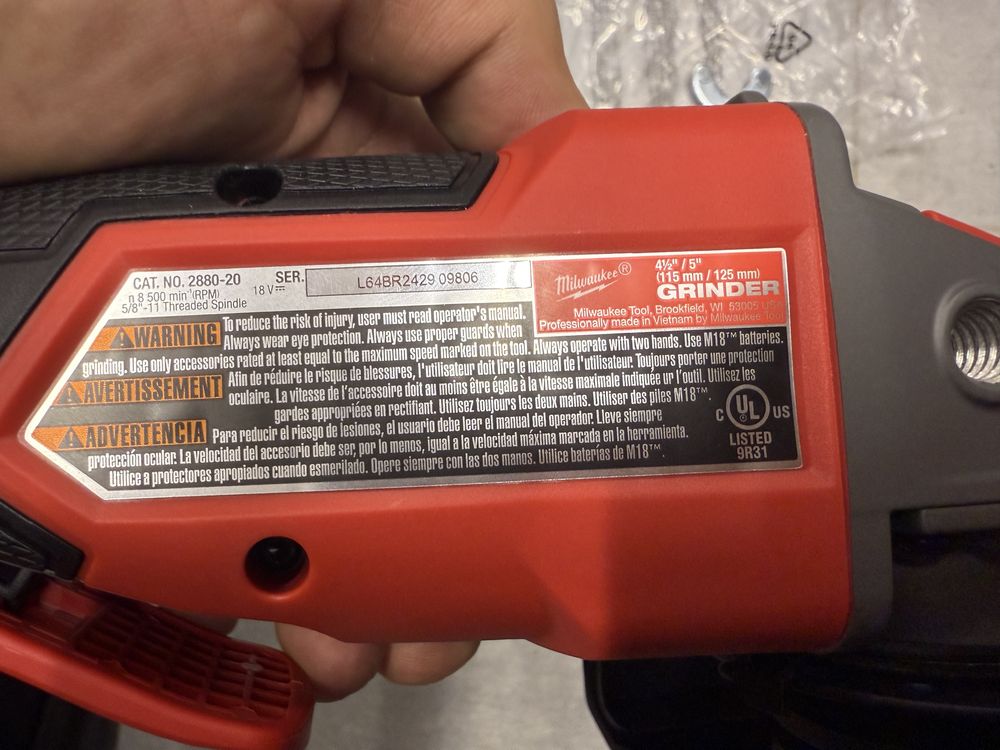 CAT. NO. 2880-20
n 8 500 min⁻¹(RPM)
5/8"-11 Threaded Spindle
18V⎓
SER.
L64BR2429 09806
Milwaukee®
4½" / 5"
(115 mm / 125 mm)
GRINDER
Milwaukee Tool, Brookfield, WI 53005 USA
Professionally made in Vietnam by Milwaukee Tool
WARNING To reduce the risk of injury, user must read operator's manual.
Always wear eye protection. Always use proper guards when
grinding. Use only accessories rated at least equal to the maximum speed marked on the tool. Always operate with two hands. Use M18™ batteries.
AVERTISSEMENT Afin de réduire le risque de blessures, l'utilisateur doit lire le manuel de l'utilisateur. Toujours porter une protection
oculaire. La vitesse de l'accessoire doit au moins être égale à la vitesse maximale indiquée ur l'outil. Utilisez les
gardes appropriées en rectifiant. Utilisez toujours les deux mains. Utiliser des piles M18™.
ADVERTENCIA Para reducir el riesgo de lesiones, el usuario debe leer el manual del operador. Lleve siempre
protección ocular. La velocidad del accesorio debe ser, por lo menos, igual a la velocidad máxima marcada en la herramienta.
Utilice a protectores apropiados cuando esmerilado. Opere siempre con las dos manos. Utilice baterías de M18™.
C UL US
LISTED
9R31